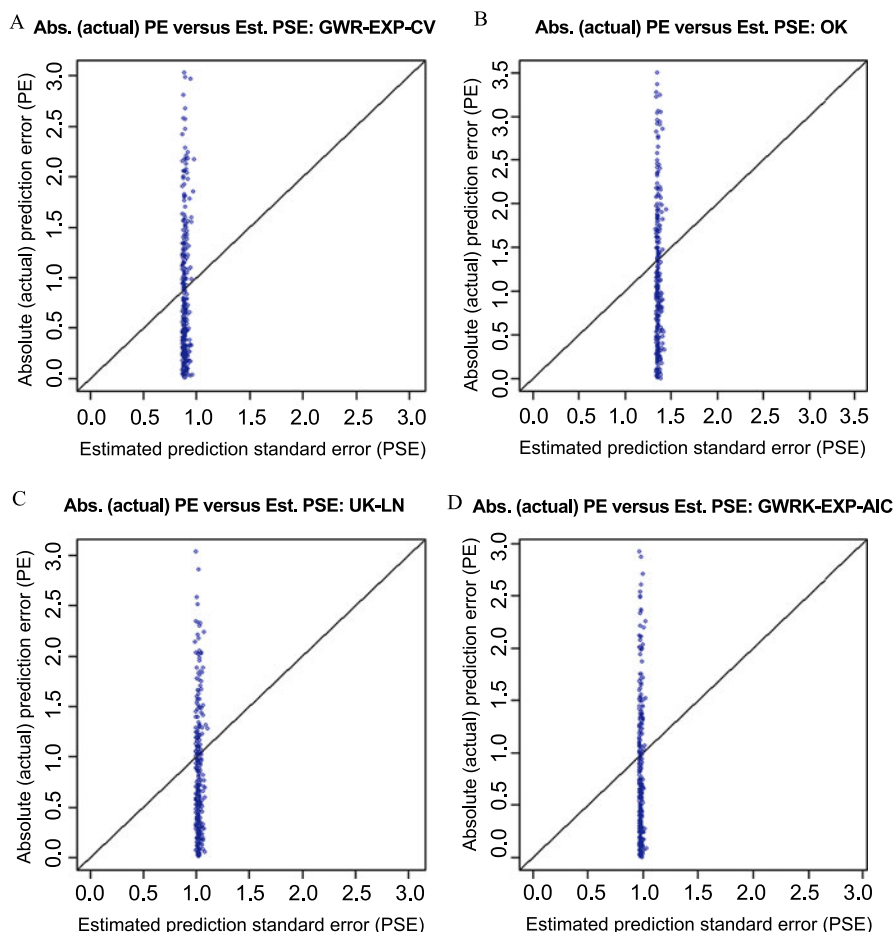 A Abs. (actual) PE versus Est. PSE: GWR-EXP-CV
Absolute (actual) prediction error (PE)
3.0
2.5
2.0
1.5
1.0
0.5
0.0
0.0 0.5 1.0 1.5 2.0 2.5 3.0
Estimated prediction standard error (PSE)
B Abs. (actual) PE versus Est. PSE: OK
Absolute (actual) prediction error (PE)
3.5
3.0
2.5
2.0
1.5
1.0
0.5
0.0
0.0 0.5 1.0 1.5 2.0 2.5 3.0 3.5
Estimated prediction standard error (PSE)
C Abs. (actual) PE versus Est. PSE: UK-LN
Absolute (actual) prediction error (PE)
3.0
2.5
2.0
1.5
1.0
0.5
0.0
0.0 0.5 1.0 1.5 2.0 2.5 3.0
Estimated prediction standard error (PSE)
D Abs. (actual) PE versus Est. PSE: GWRK-EXP-AIC
Absolute (actual) prediction error (PE)
3.0
2.5
2.0
1.5
1.0
0.5
0.0
0.0 0.5 1.0 1.5 2.0 2.5 3.0
Estimated prediction standard error (PSE)